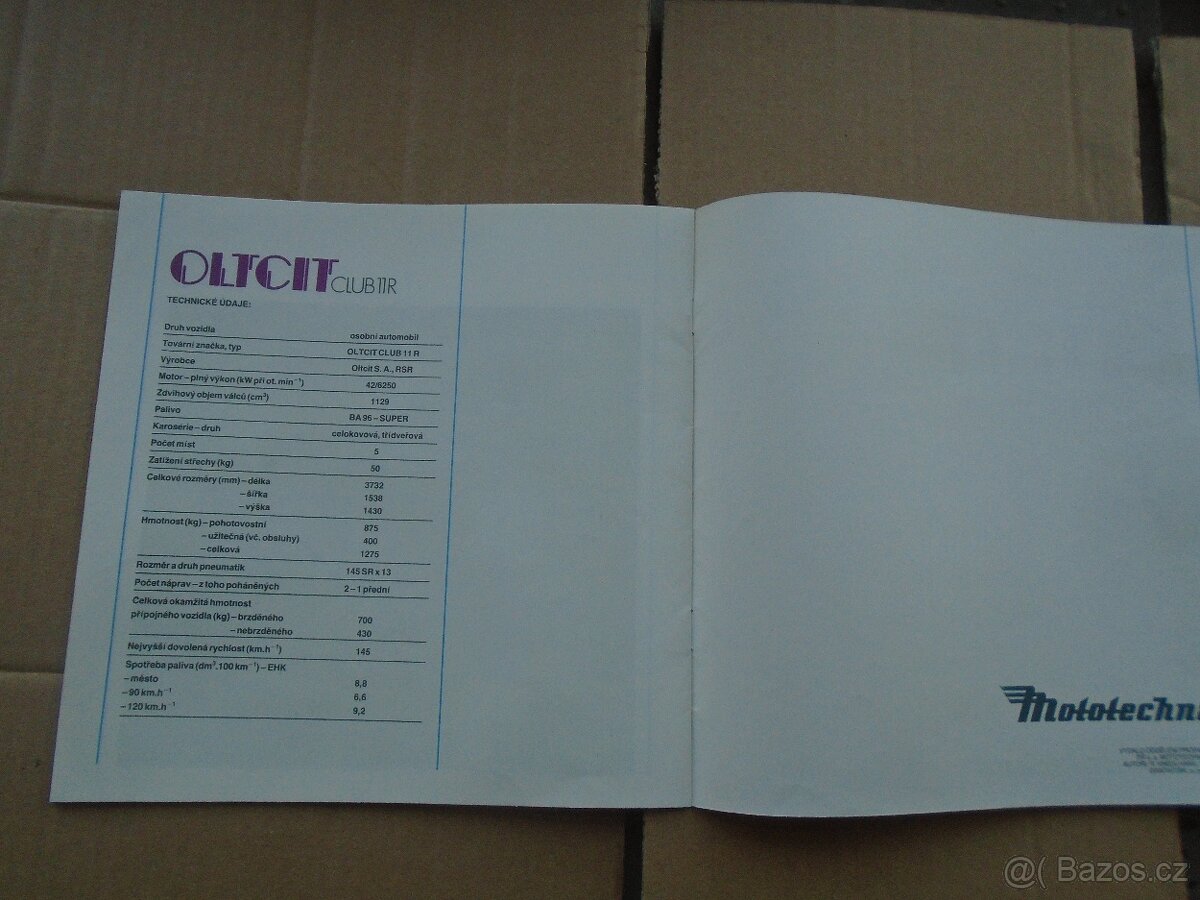 OLTCIT CLUB 11R
TECHNICKÉ ÚDAJE:
Druh vozidla osobní automobil
Tovární značka, typ OLTCIT CLUB 11 R
Výrobce Oltcit S. A., RSR
Motor – plný výkon (kW při ot. min⁻¹) 42/6250
Zdvihový objem válců (cm³) 1129
Palivo BA 96 – SUPER
Karoserie – druh celokovová, třídveřová
Počet míst 5
Zatížení střechy (kg) 50
Celkové rozměry (mm) – délka 3732
– šířka 1538
– výška 1430
Hmotnost (kg) – pohotovostní 875
– užitečná (vč. obsluhy) 400
– celková 1275
Rozměr a druh pneumatik 145 SR x 13
Počet náprav – z toho poháněných 2 – 1 přední
Celková okamžitá hmotnost
přípojného vozidla (kg) – brzděného 700
– nebrzděného 430
Nejvyšší dovolená rychlost (km.h⁻¹) 145
Spotřeba paliva (dm³.100 km⁻¹) – EHK
– město 8,8
– 90 km.h⁻¹ 6,6
– 120 km.h⁻¹ 9,2
Mototechn
@( Bazos.cz